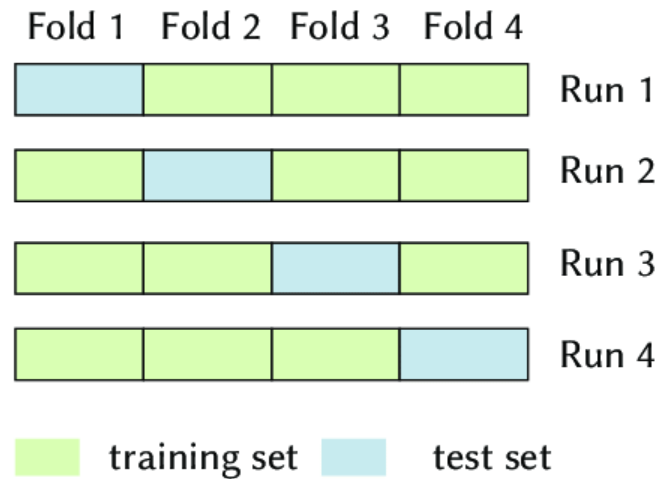 Fold 1 Fold 2 Fold 3 Fold 4
Run 1
Run 2
Run 3
Run 4
training set test set